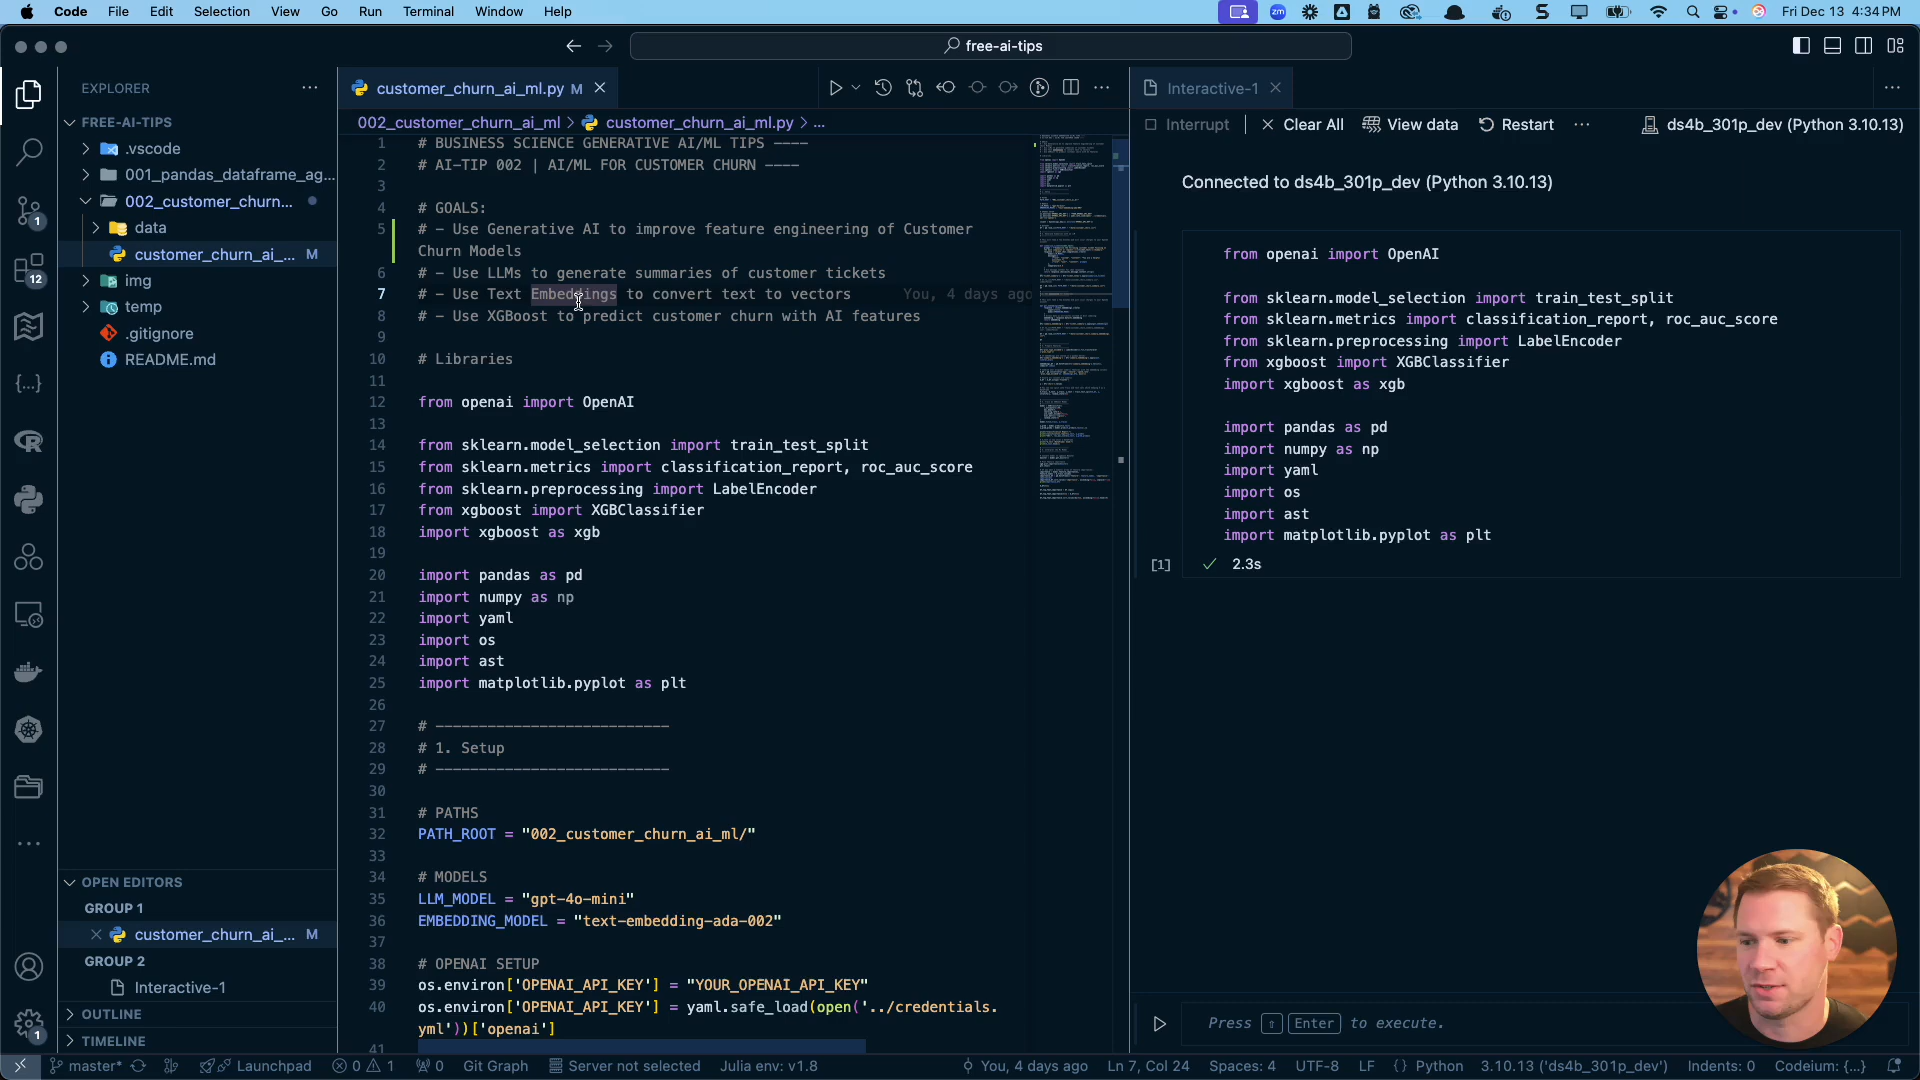 Code File Edit Selection View Go Run Terminal Window Help
zm
Fri Dec 13 4:34 PM
free-ai-tips
EXPLORER
FREE-AI-TIPS
.vscode
001_pandas_dataframe_ag...
002_customer_churn...
data
customer_churn_ai_... M
img
temp
.gitignore
README.md
1
12
OPEN EDITORS
GROUP 1
customer_churn_ai_... M
GROUP 2
Interactive-1
OUTLINE
TIMELINE
1
customer_churn_ai_ml.py M
002_customer_churn_ai_ml > customer_churn_ai_ml.py > ...
1 # BUSINESS SCIENCE GENERATIVE AI/ML TIPS ----
2 # AI-TIP 002 | AI/ML FOR CUSTOMER CHURN ----
3
4 # GOALS:
5 # - Use Generative AI to improve feature engineering of Customer
Churn Models
6 # - Use LLMs to generate summaries of customer tickets
7 # - Use Text Embeddings to convert text to vectors You, 4 days ago
8 # - Use XGBoost to predict customer churn with AI features
9
10 # Libraries
11
12 from openai import OpenAI
13
14 from sklearn.model_selection import train_test_split
15 from sklearn.metrics import classification_report, roc_auc_score
16 from sklearn.preprocessing import LabelEncoder
17 from xgboost import XGBClassifier
18 import xgboost as xgb
19
20 import pandas as pd
21 import numpy as np
22 import yaml
23 import os
24 import ast
25 import matplotlib.pyplot as plt
26
27 # ---------------------------
28 # 1. Setup
29 # ---------------------------
30
31 # PATHS
32 PATH_ROOT = "002_customer_churn_ai_ml/"
33
34 # MODELS
35 LLM_MODEL = "gpt-4o-mini"
36 EMBEDDING_MODEL = "text-embedding-ada-002"
37
38 # OPENAI SETUP
39 os.environ['OPENAI_API_KEY'] = "YOUR_OPENAI_API_KEY"
40 os.environ['OPENAI_API_KEY'] = yaml.safe_load(open('../credentials.
yml'))['openai']
41
Interactive-1
Interrupt Clear All View data Restart ... ds4b_301p_dev (Python 3.10.13)
Connected to ds4b_301p_dev (Python 3.10.13)
from openai import OpenAI
from sklearn.model_selection import train_test_split
from sklearn.metrics import classification_report, roc_auc_score
from sklearn.preprocessing import LabelEncoder
from xgboost import XGBClassifier
import xgboost as xgb
import pandas as pd
import numpy as np
import yaml
import os
import ast
import matplotlib.pyplot as plt
[1] ✓ 2.3s
Press ⇧ Enter to execute.
master* Launchpad 0 1 0 Git Graph Server not selected Julia env: v1.8 You, 4 days ago Ln 7, Col 24 Spaces: 4 UTF-8 LF {} Python 3.10.13 ('ds4b_301p_dev') Indents: 0 Codeium: {...}